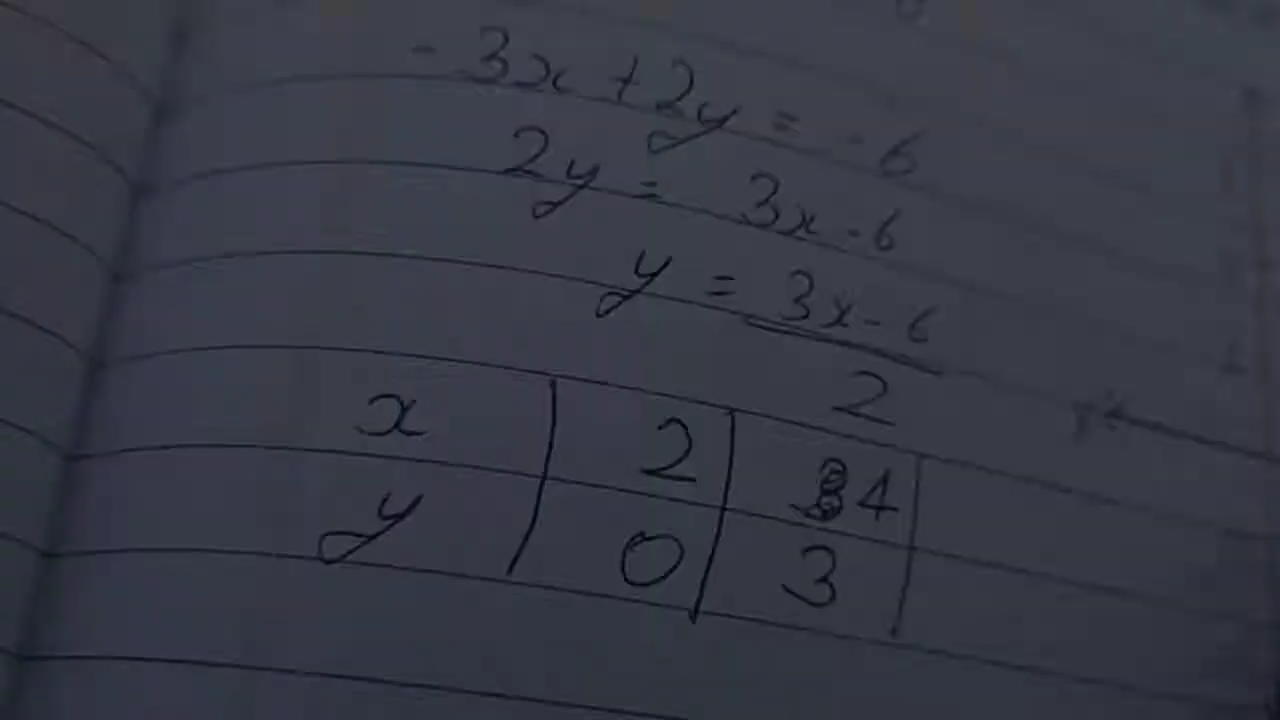 -3x + 2y = -6
2y = 3x - 6
y = 3x - 6
2
x 2 4
y 0 3